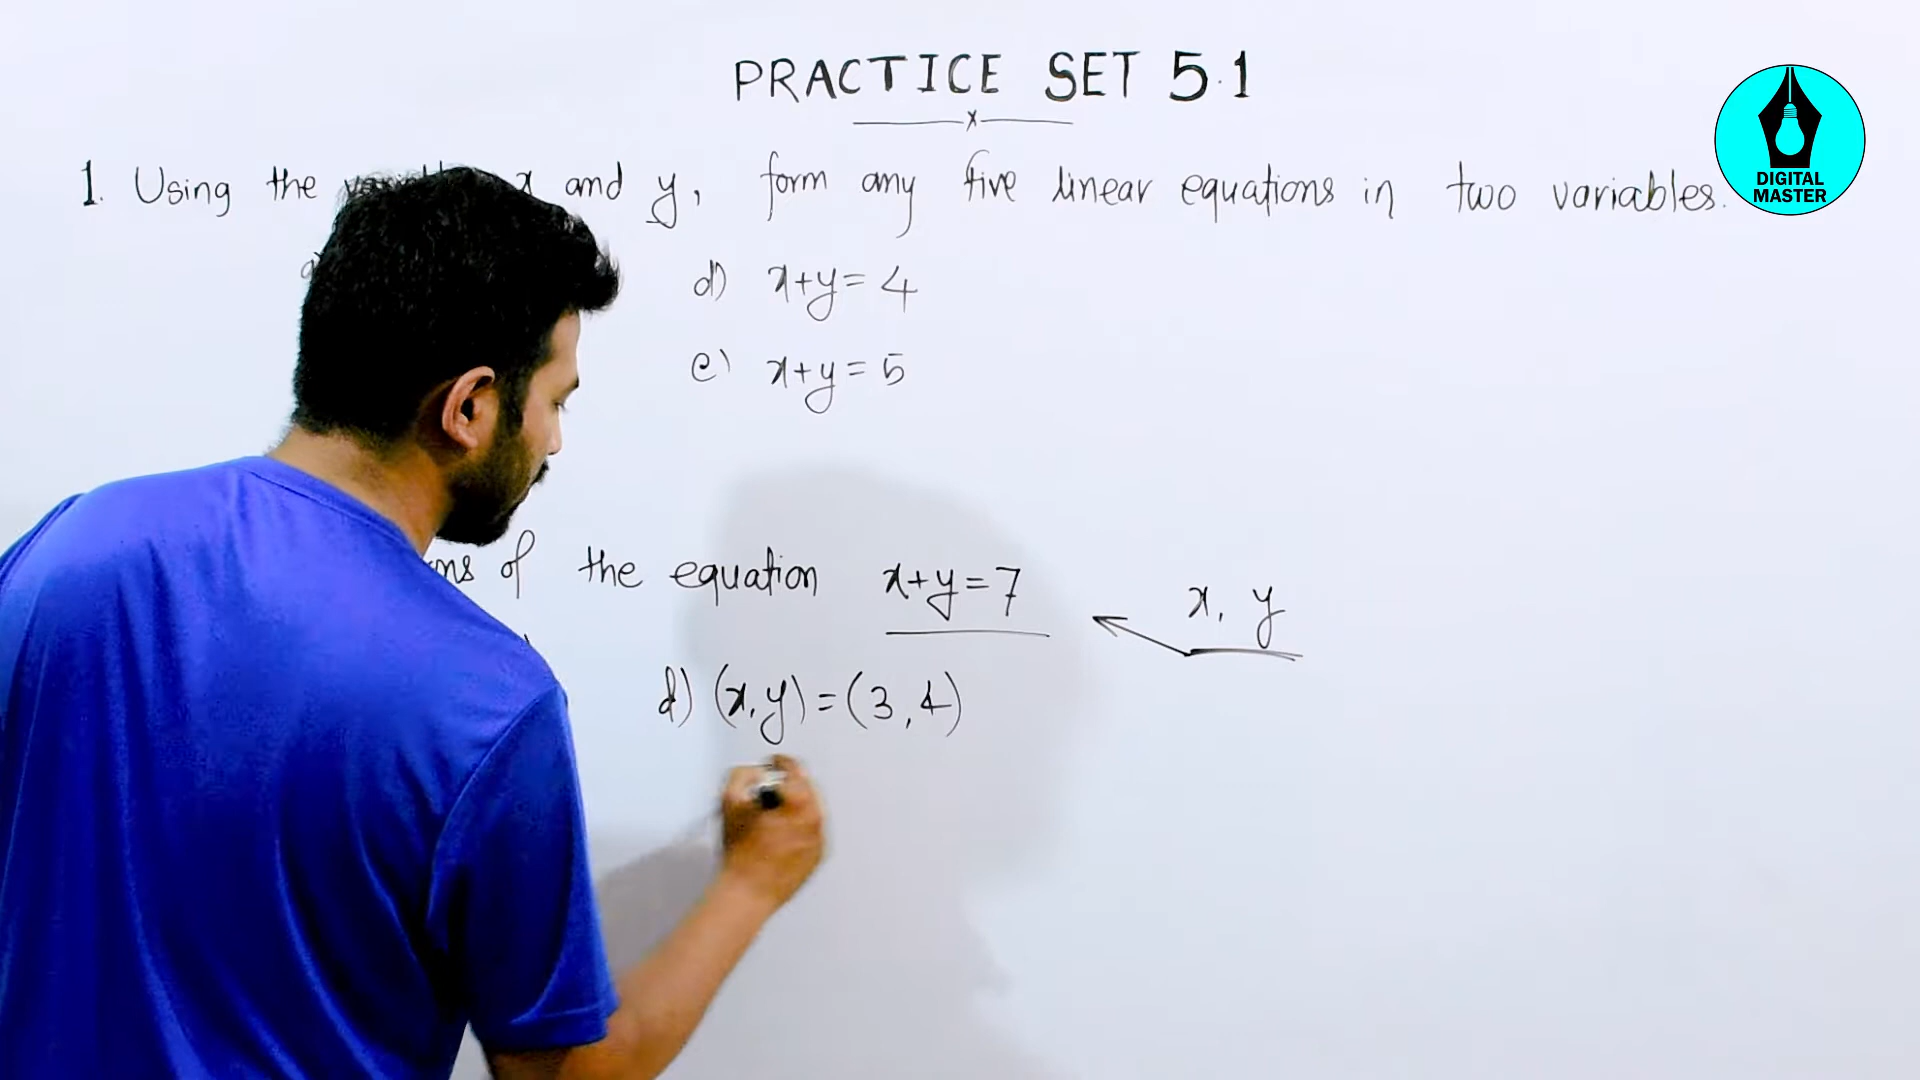 PRACTICE SET 5.1
1. Using the x and y, form any five linear equations in two variables.
d) x+y= 4
e) x+y= 5
of the equation x+y=7
x, y
d) (x,y)=(3,4)
DIGITAL
MASTER